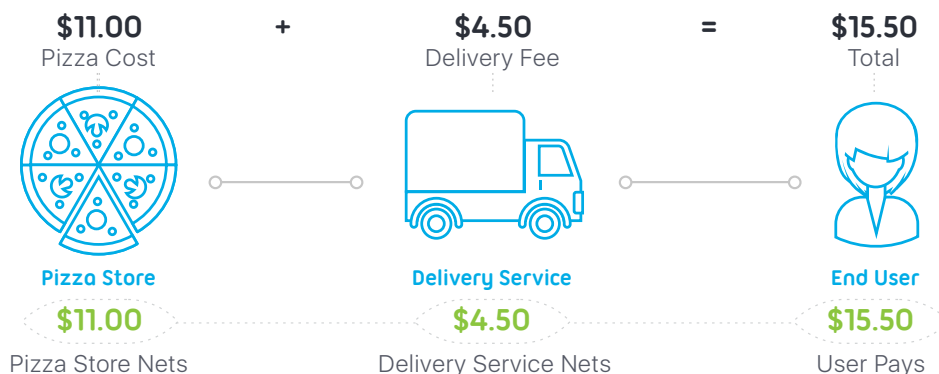 $11.00 + $4.50 = $15.50
Pizza Cost Delivery Fee Total
Pizza Store Delivery Service End User
$11.00 $4.50 $15.50
Pizza Store Nets Delivery Service Nets User Pays